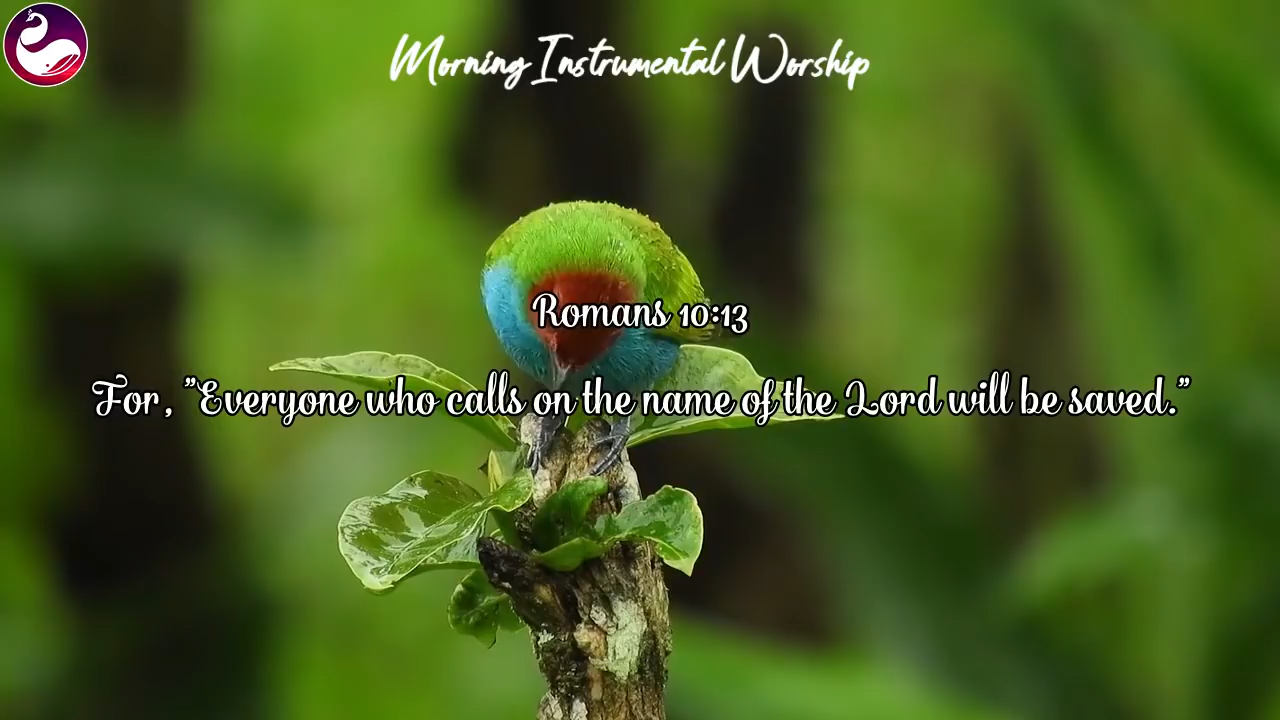 Morning Instrumental Worship
Romans 10:13
For, "Everyone who calls on the name of the Lord will be saved."